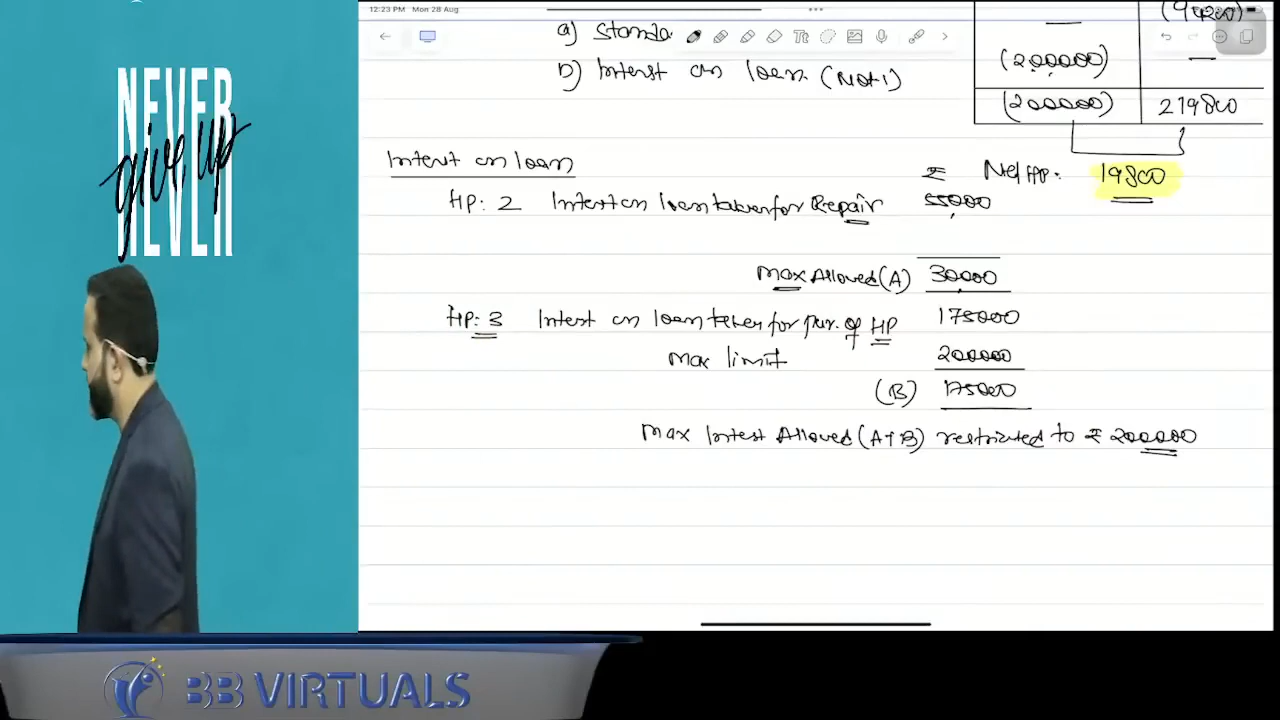 12:23 PM Mon 28 Aug
a) Standa
b) Interest on loan (Not 1)
(200000)
(200000) 219800
Interest on loan
Net HP. 19800
₹
HP: 2 Interest on loan taken for Repair 55000
Max Allowed (A) 30000
HP: 3 Interest on loan taken for pur. of HP 175000
Max limit 200000
(B) 175000
Max Interest Allowed (A+B) restricted to ₹ 200000
NEVER
give up
NEVER
BB VIRTUALS